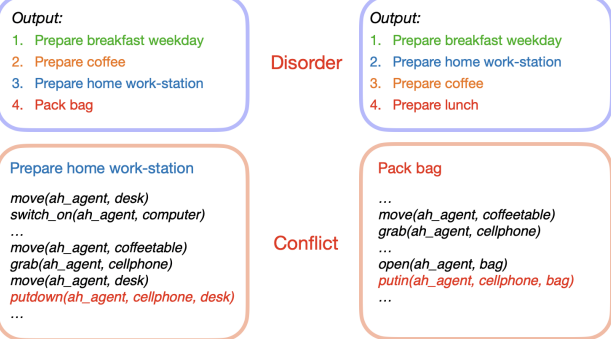 Output:
1. Prepare breakfast weekday
2. Prepare coffee
3. Prepare home work-station
4. Pack bag
Disorder
Output:
1. Prepare breakfast weekday
2. Prepare home work-station
3. Prepare coffee
4. Prepare lunch
Prepare home work-station
move(ah_agent, desk)
switch_on(ah_agent, computer)
...
move(ah_agent, coffeetable)
grab(ah_agent, cellphone)
move(ah_agent, desk)
putdown(ah_agent, cellphone, desk)
...
Conflict
Pack bag
...
move(ah_agent, coffeetable)
grab(ah_agent, cellphone)
...
open(ah_agent, bag)
putin(ah_agent, cellphone, bag)
...